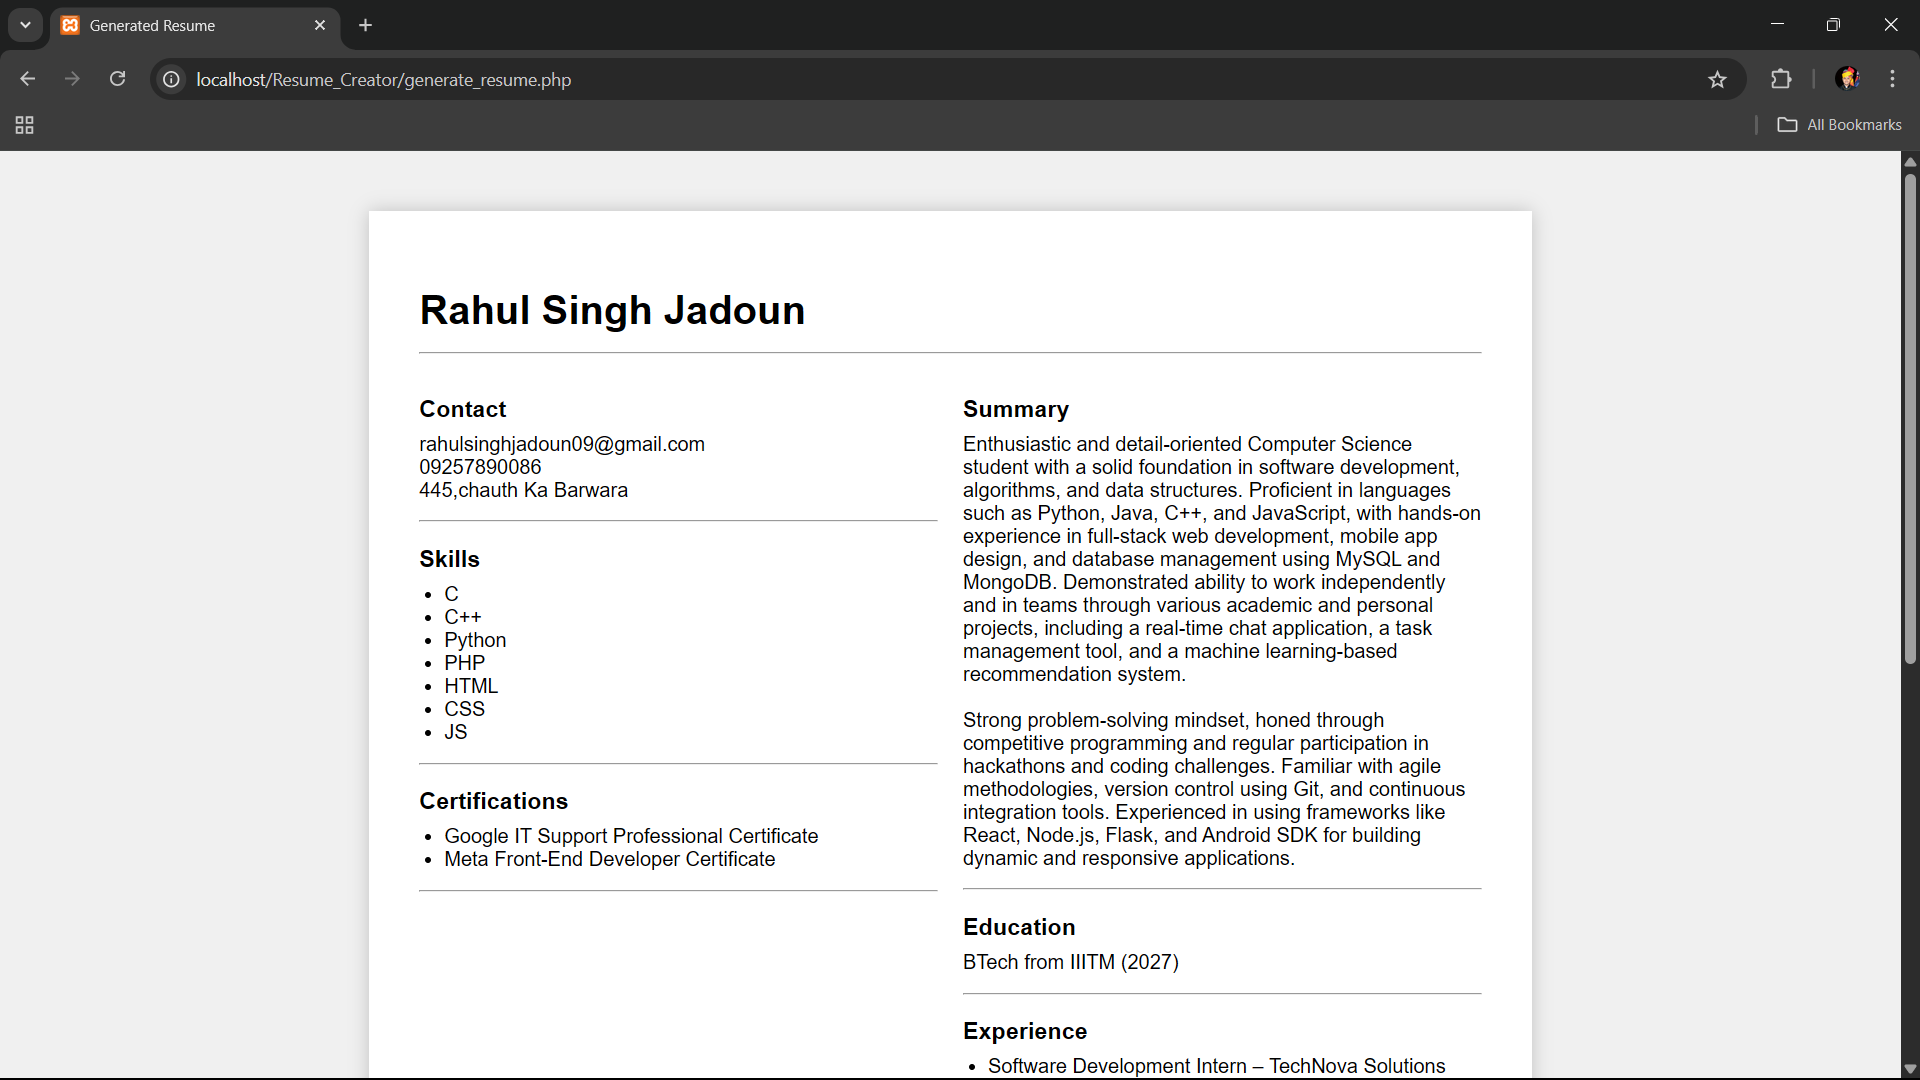 Generated Resume
localhost/Resume_Creator/generate_resume.php
All Bookmarks
Rahul Singh Jadoun
Contact
rahulsinghjadoun09@gmail.com
09257890086
445,chauth Ka Barwara
Skills
C
C++
Python
PHP
HTML
CSS
JS
Certifications
Google IT Support Professional Certificate
Meta Front-End Developer Certificate
Summary
Enthusiastic and detail-oriented Computer Science
student with a solid foundation in software development,
algorithms, and data structures. Proficient in languages
such as Python, Java, C++, and JavaScript, with hands-on
experience in full-stack web development, mobile app
design, and database management using MySQL and
MongoDB. Demonstrated ability to work independently
and in teams through various academic and personal
projects, including a real-time chat application, a task
management tool, and a machine learning-based
recommendation system.
Strong problem-solving mindset, honed through
competitive programming and regular participation in
hackathons and coding challenges. Familiar with agile
methodologies, version control using Git, and continuous
integration tools. Experienced in using frameworks like
React, Node.js, Flask, and Android SDK for building
dynamic and responsive applications.
Education
BTech from IIITM (2027)
Experience
Software Development Intern – TechNova Solutions